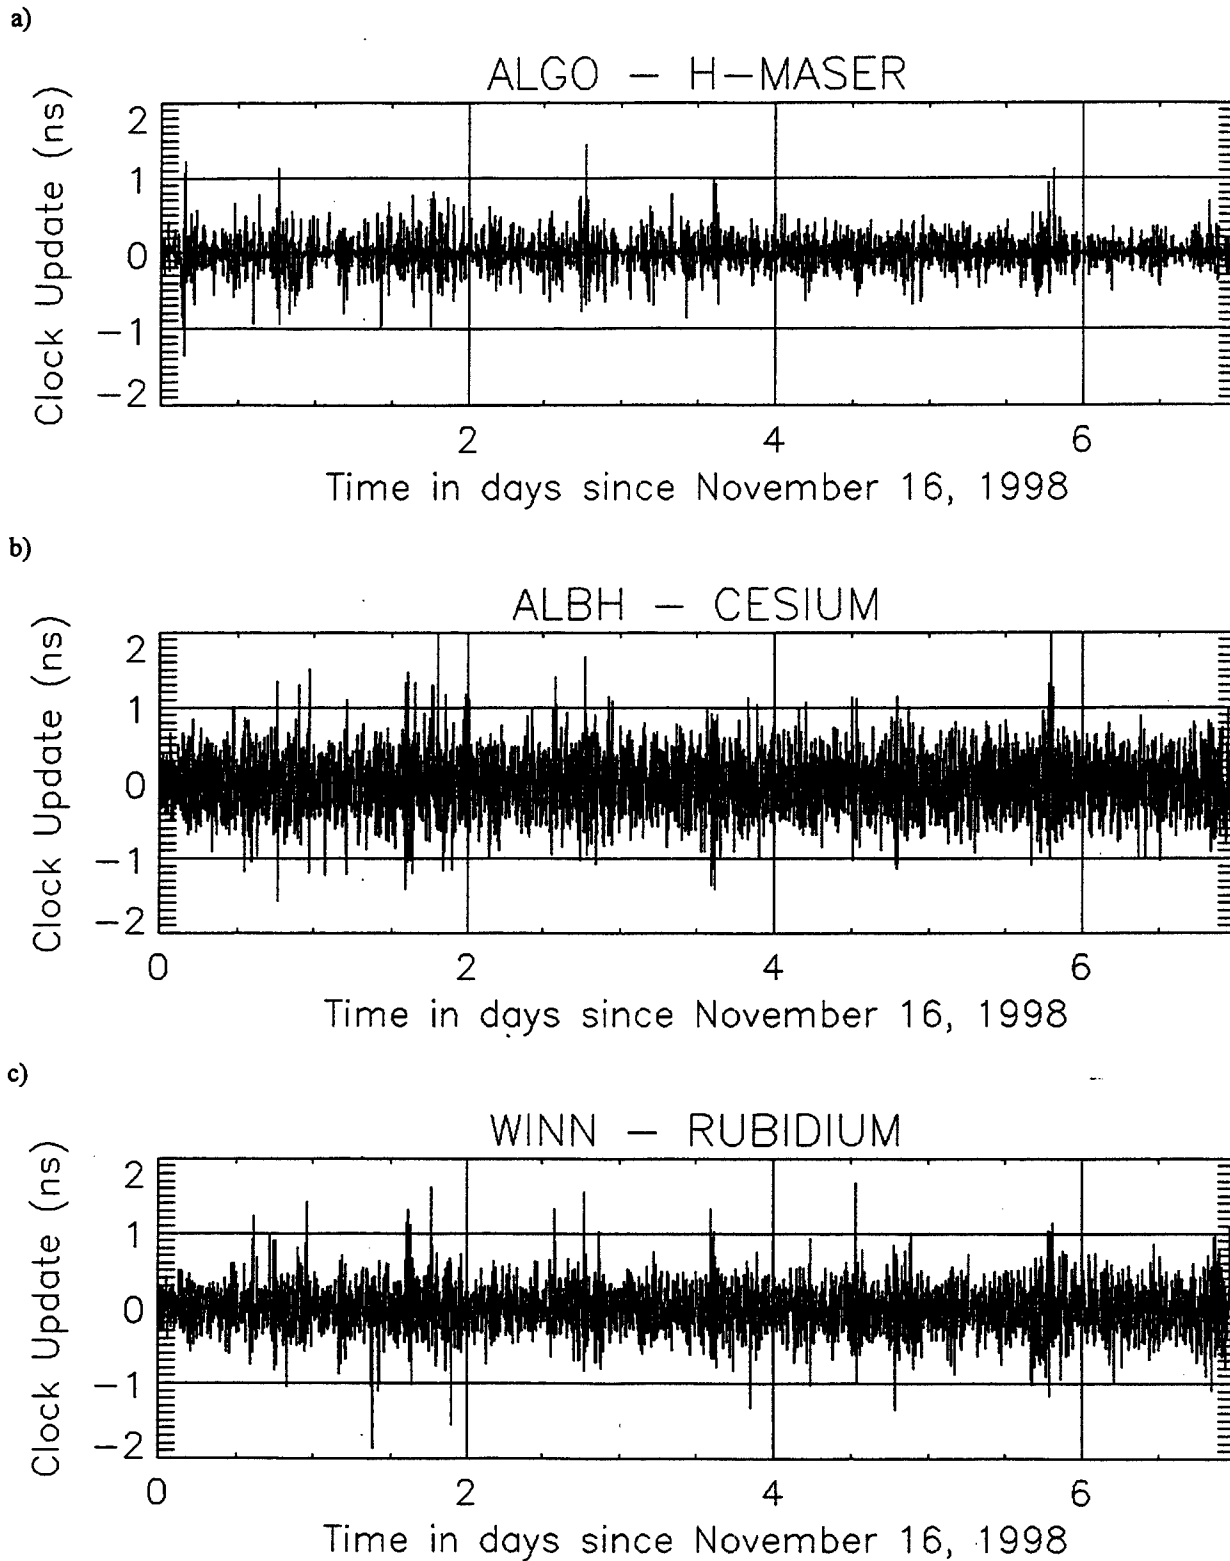 a)
ALGO – H–MASER
Clock Update (ns)
2
1
0
−1
−2
2 4 6
Time in days since November 16, 1998
b)
ALBH – CESIUM
Clock Update (ns)
2
1
0
−1
−2
0 2 4 6
Time in days since November 16, 1998
c)
WINN – RUBIDIUM
Clock Update (ns)
2
1
0
−1
−2
0 2 4 6
Time in days since November 16, 1998